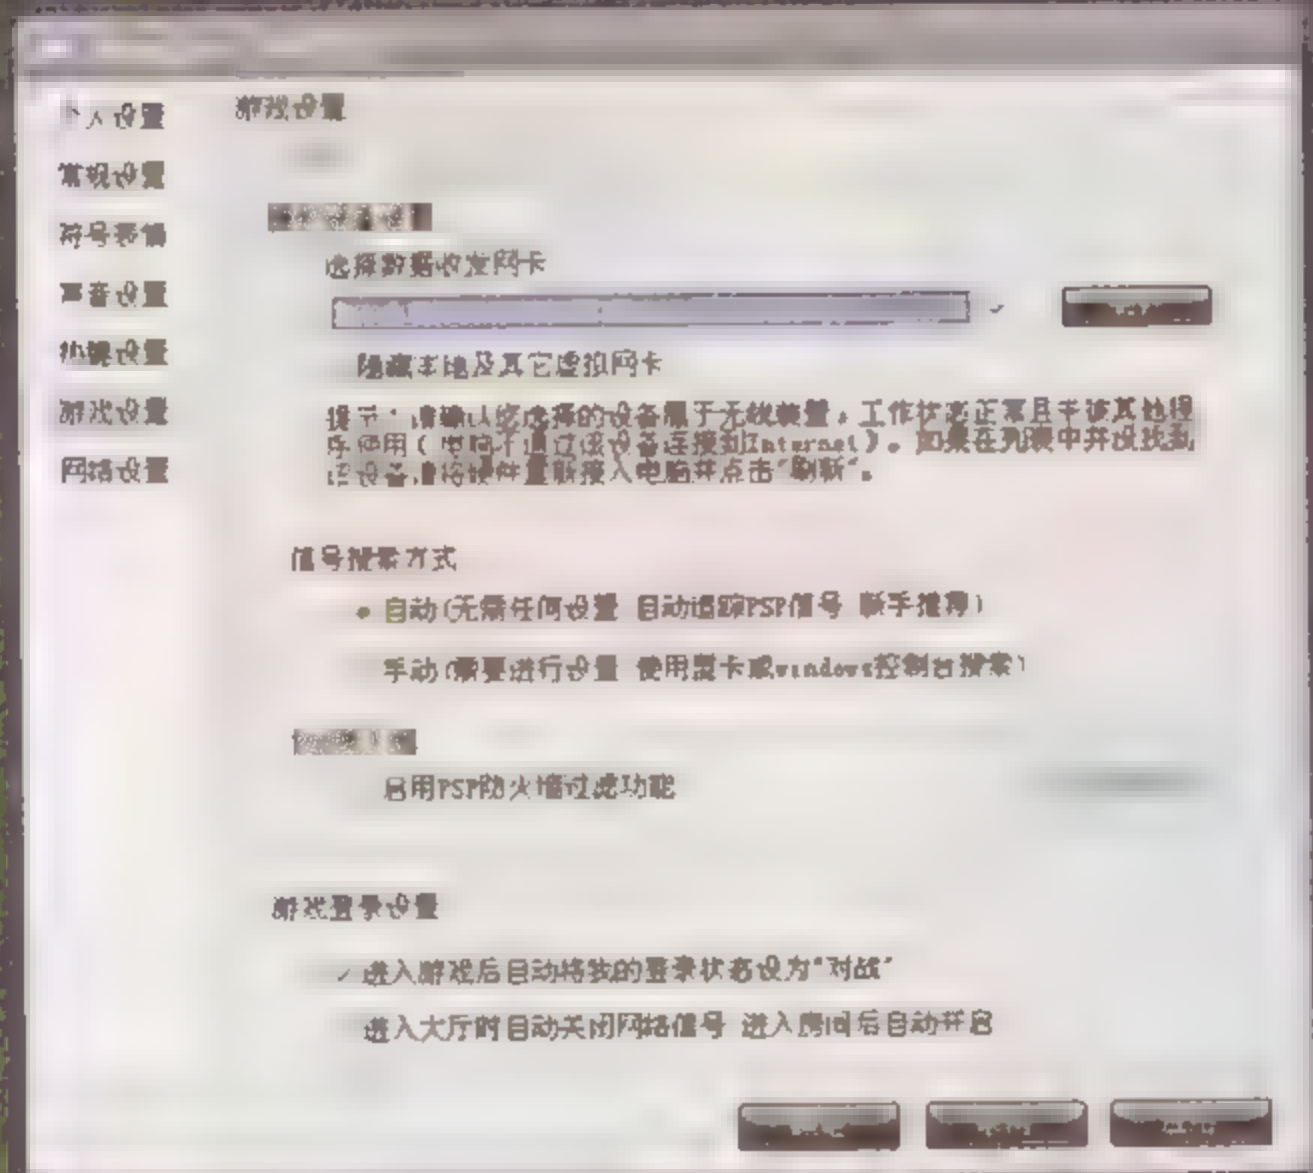 个人设置
常规设置
符号表情
声音设置
热键设置
游戏设置
网络设置
游戏设置
选择数据收发网卡
隐藏本地及其它虚拟网卡
提示：请确认您选择的设备属于无线装置，工作状态正常且未被其他程
序使用（电脑不通过该设备连接到Internet）。如果在列表中并没找到
该设备,请将硬件重新接入电脑并点击"刷新"。
信号搜索方式
自动(无需任何设置 自动追踪PSP信号 新手推荐)
手动(需要进行设置 使用置卡或windows控制台搜索)
启用PSP防火墙过滤功能
游戏登录设置
进入游戏后自动将我的登录状态设为"对战"
进入大厅时自动关闭网络信号 进入房间后自动开启